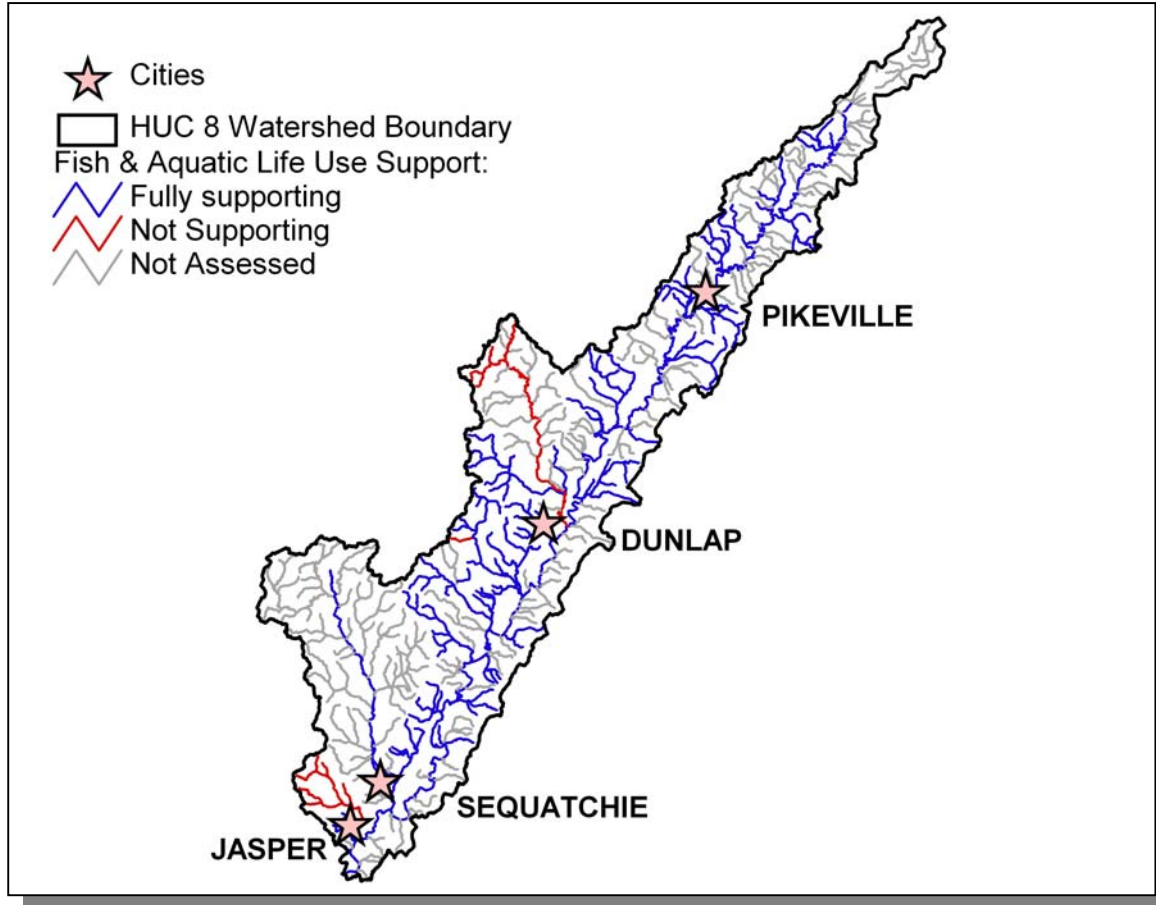 Cities
HUC 8 Watershed Boundary
Fish & Aquatic Life Use Support:
Fully supporting
Not Supporting
Not Assessed
PIKEVILLE
DUNLAP
SEQUATCHIE
JASPER